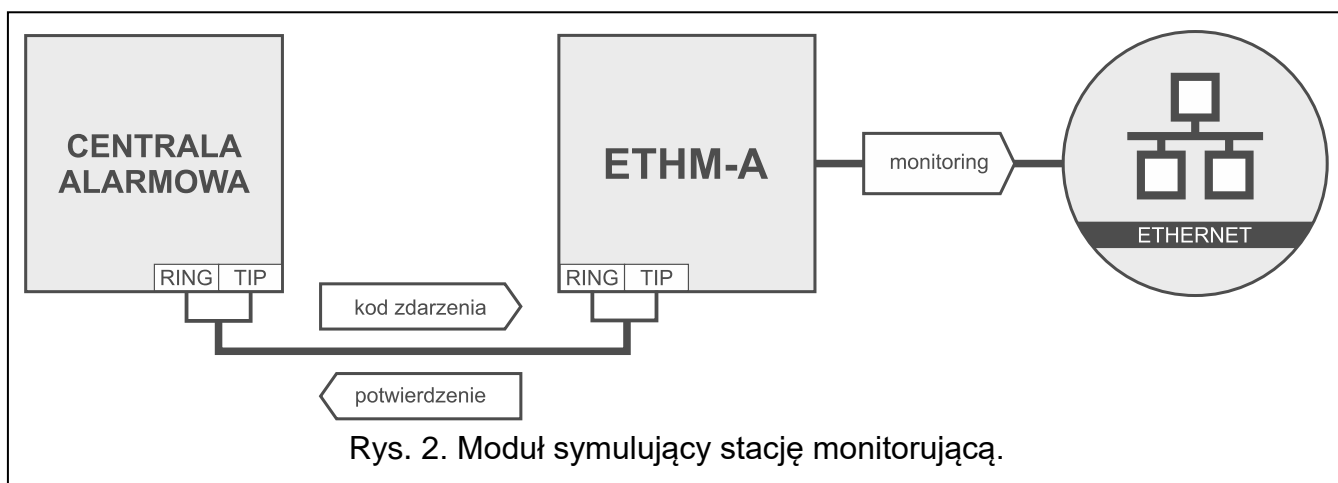 CENTRALA
ALARMOWA
RING TIP
kod zdarzenia
potwierdzenie
ETHM-A
RING TIP
monitoring
ETHERNET
Rys. 2. Moduł symulujący stację monitorującą.